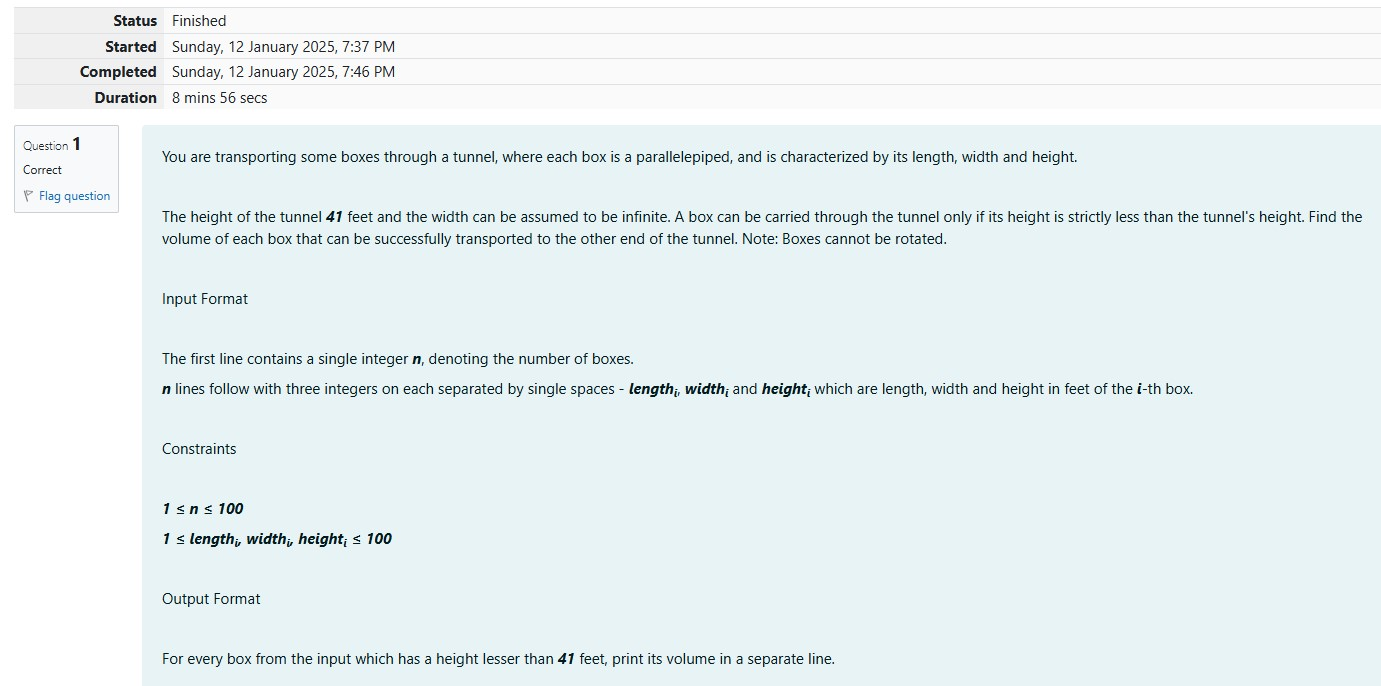 Status Finished
Started Sunday, 12 January 2025, 7:37 PM
Completed Sunday, 12 January 2025, 7:46 PM
Duration 8 mins 56 secs
Question 1
Correct
Flag question
You are transporting some boxes through a tunnel, where each box is a parallelepiped, and is characterized by its length, width and height.
The height of the tunnel 41 feet and the width can be assumed to be infinite. A box can be carried through the tunnel only if its height is strictly less than the tunnel's height. Find the
volume of each box that can be successfully transported to the other end of the tunnel. Note: Boxes cannot be rotated.
Input Format
The first line contains a single integer n, denoting the number of boxes.
n lines follow with three integers on each separated by single spaces - lengthᵢ, widthᵢ and heightᵢ which are length, width and height in feet of the i-th box.
Constraints
1 ≤ n ≤ 100
1 ≤ lengthᵢ, widthᵢ, heightᵢ ≤ 100
Output Format
For every box from the input which has a height lesser than 41 feet, print its volume in a separate line.